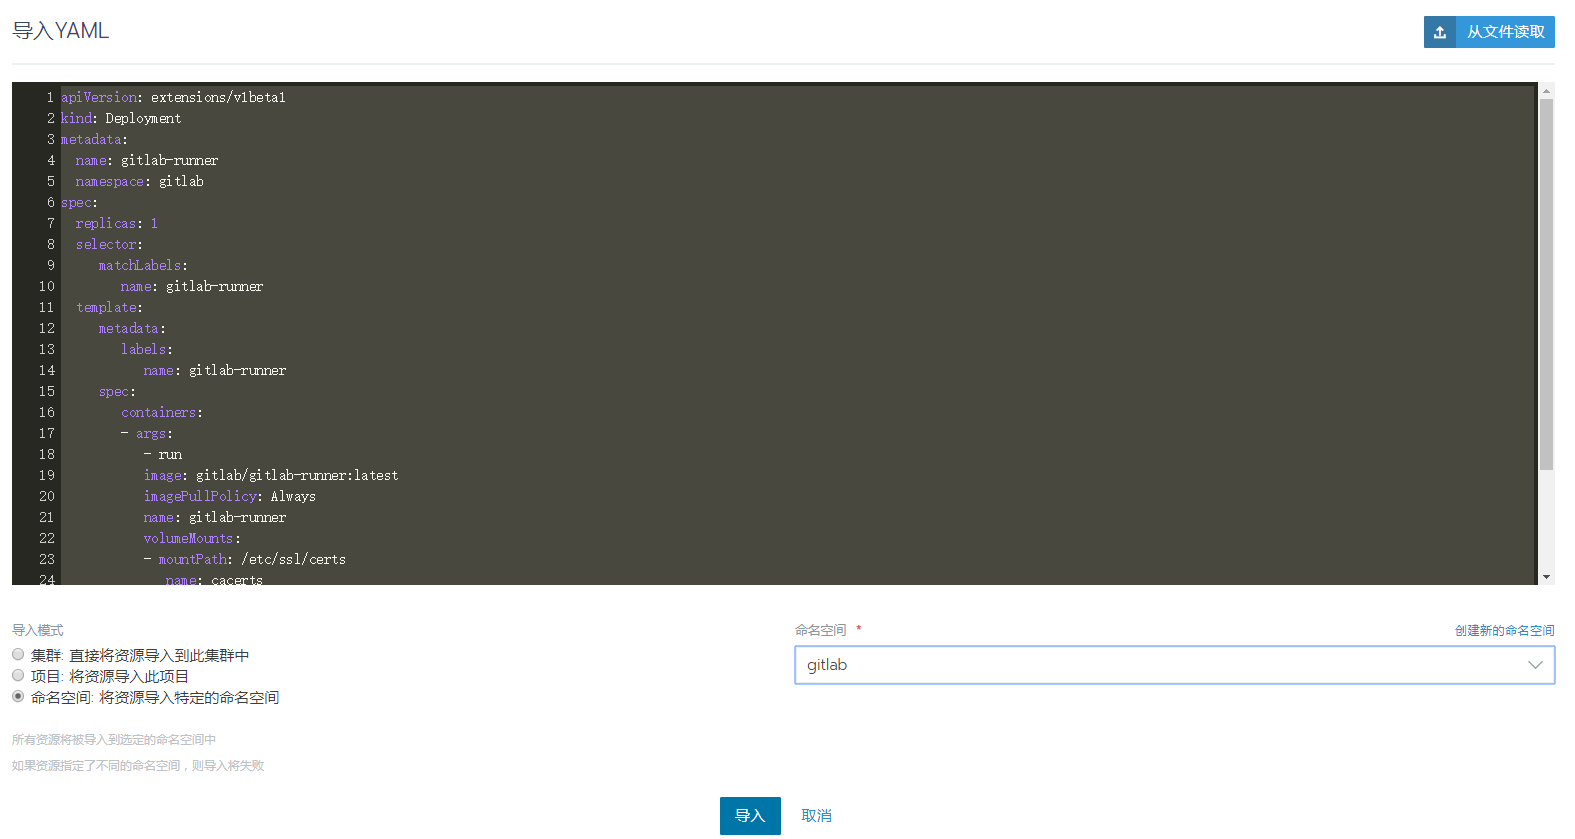 导入YAML
从文件读取
1 apiVersion: extensions/v1beta1
2 kind: Deployment
3 metadata:
4 name: gitlab-runner
5 namespace: gitlab
6 spec:
7 replicas: 1
8 selector:
9 matchLabels:
10 name: gitlab-runner
11 template:
12 metadata:
13 labels:
14 name: gitlab-runner
15 spec:
16 containers:
17 - args:
18 - run
19 image: gitlab/gitlab-runner:latest
20 imagePullPolicy: Always
21 name: gitlab-runner
22 volumeMounts:
23 - mountPath: /etc/ssl/certs
24 name: cacerts
导入模式
集群: 直接将资源导入到此集群中
项目: 将资源导入此项目
命名空间: 将资源导入特定的命名空间
所有资源将被导入到选定的命名空间中
如果资源指定了不同的命名空间，则导入将失败
命名空间 *
创建新的命名空间
gitlab
导入
取消